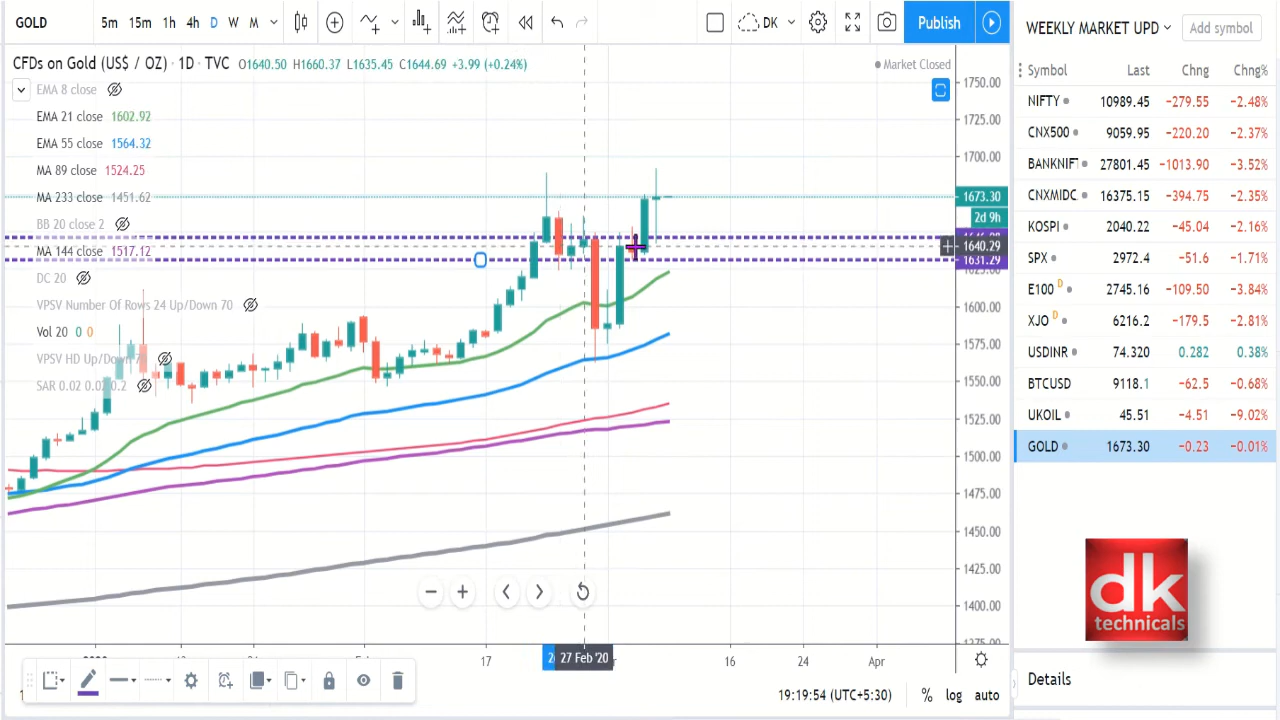 GOLD 5m 15m 1h 4h D W M DK Publish
CFDs on Gold (US$ / OZ) · 1D · TVC O1640.50 H1660.37 L1635.45 C1644.69 +3.99 (+0.24%) Market Closed
EMA 8 close
EMA 21 close 1602.92
EMA 55 close 1564.32
MA 89 close 1524.25
MA 233 close 1451.62
BB 20 close 2
MA 144 close 1517.12
DC 20
VPSV Number Of Rows 24 Up/Down 70
Vol 20 0 0
VPSV HD Up/Down
SAR 0.02 0.02 0.2
1750.00
1725.00
1700.00
1673.30
2d 9h
1640.29
1631.29
1600.00
1575.00
1550.00
1525.00
1500.00
1475.00
1450.00
1425.00
1400.00
17 27 Feb '20 16 24 Apr
19:19:54 (UTC+5:30) % log auto
WEEKLY MARKET UPD Add symbol
Symbol Last Chng Chng%
NIFTY 10989.45 −279.55 −2.48%
CNX500 9059.95 −220.20 −2.37%
BANKNIFT 27801.45 −1013.90 −3.52%
CNXMIDC 16375.15 −394.75 −2.35%
KOSPI 2040.22 −45.04 −2.16%
SPX 2972.4 −51.6 −1.71%
E100 D 2745.16 −109.50 −3.84%
XJO D 6216.2 −179.5 −2.81%
USDINR 74.320 0.282 0.38%
BTCUSD 9118.1 −62.5 −0.68%
UKOIL 45.51 −4.51 −9.02%
GOLD 1673.30 −0.23 −0.01%
dk
technicals
Details